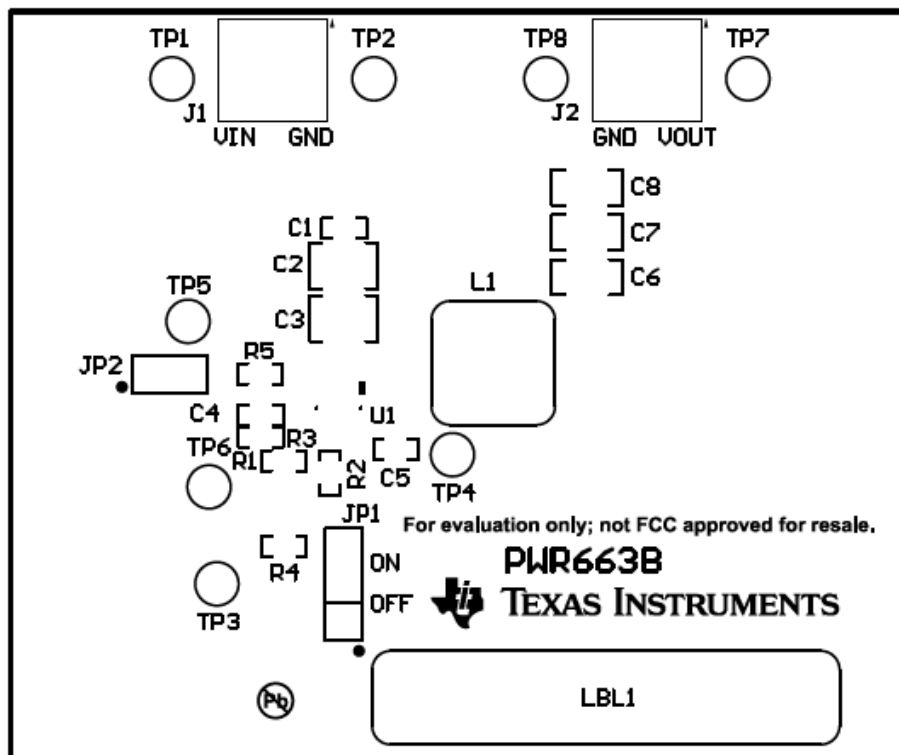 TP1 TP2 TP8 TP7
J1 J2
VIN GND GND VOUT
C8
C1 C7
C2
C6
TP5 L1
C3
R5
JP2
C4 U1
TP6 R3
R1 R2 C5
TP4
JP1
For evaluation only; not FCC approved for resale.
PWR663B
R4 ON
OFF TEXAS INSTRUMENTS
TP3
Pb LBL1